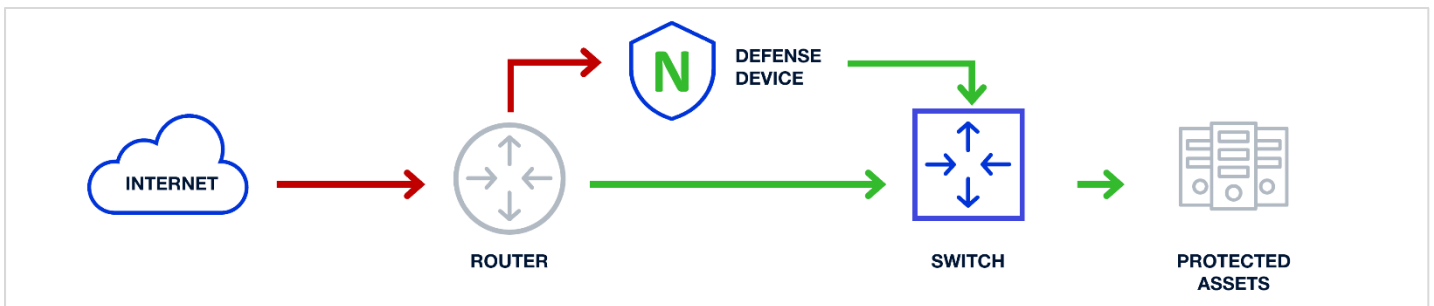 N
DEFENSE
DEVICE
INTERNET
ROUTER
SWITCH
PROTECTED
ASSETS